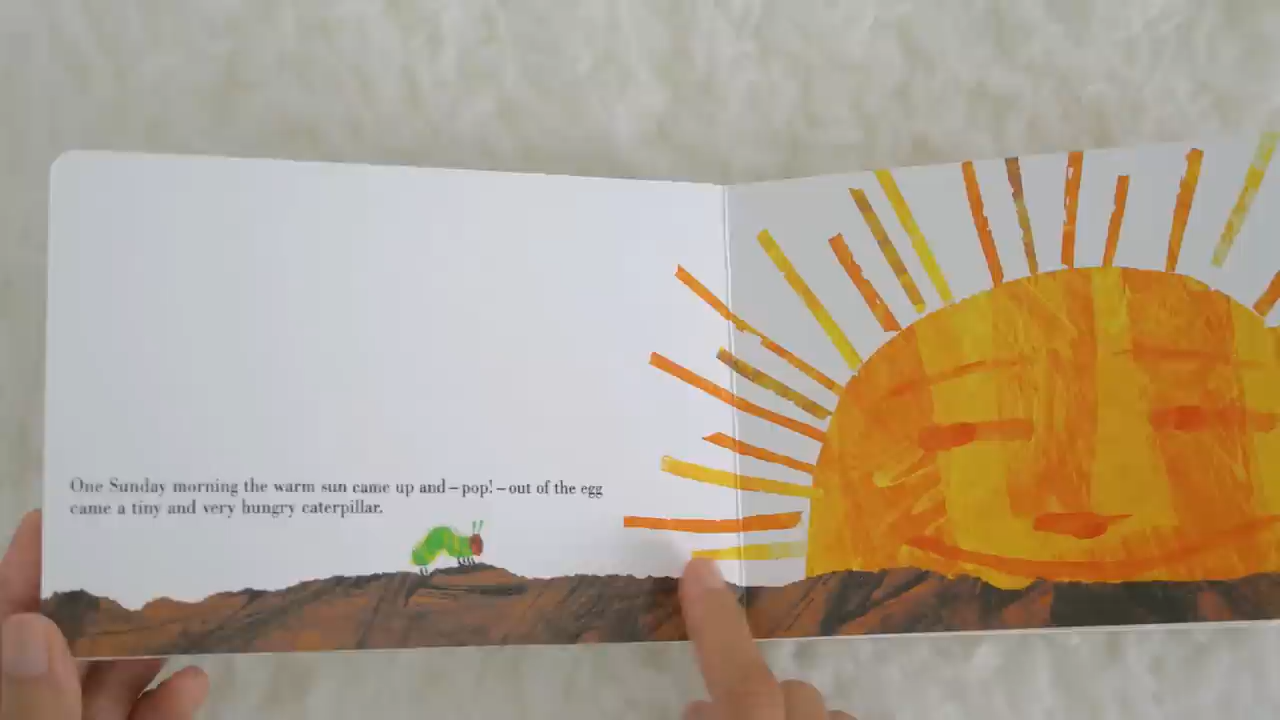 One Sunday morning the warm sun came up and – pop! – out of the egg
came a tiny and very hungry caterpillar.